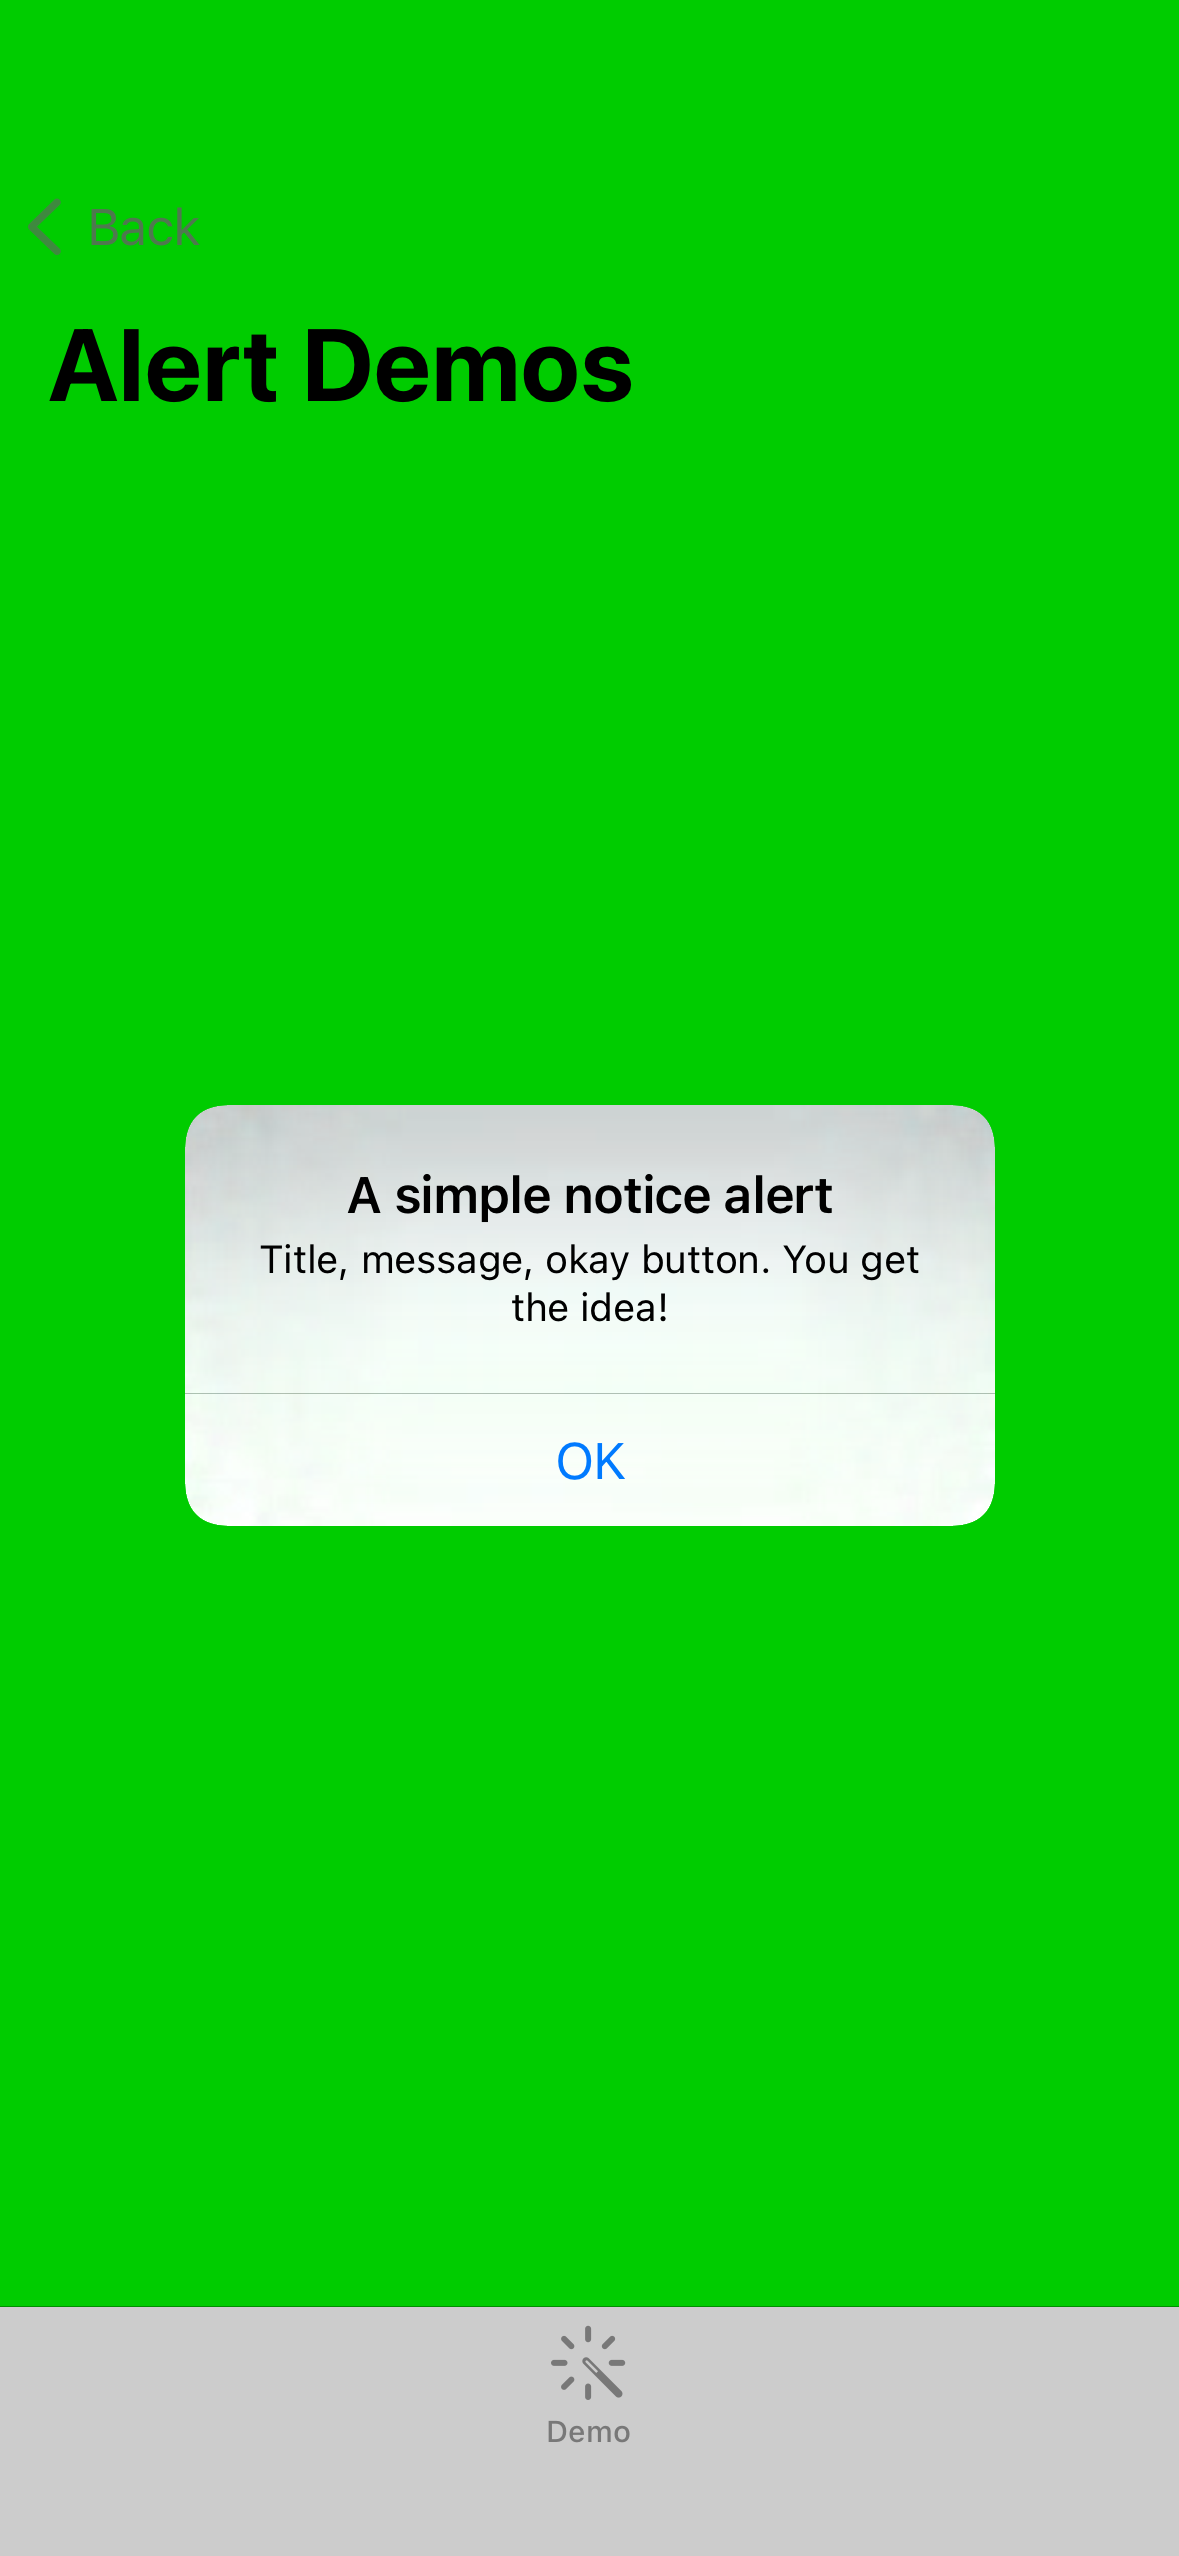 Back
Alert Demos
A simple notice alert
Title, message, okay button. You get
the idea!
OK
Demo